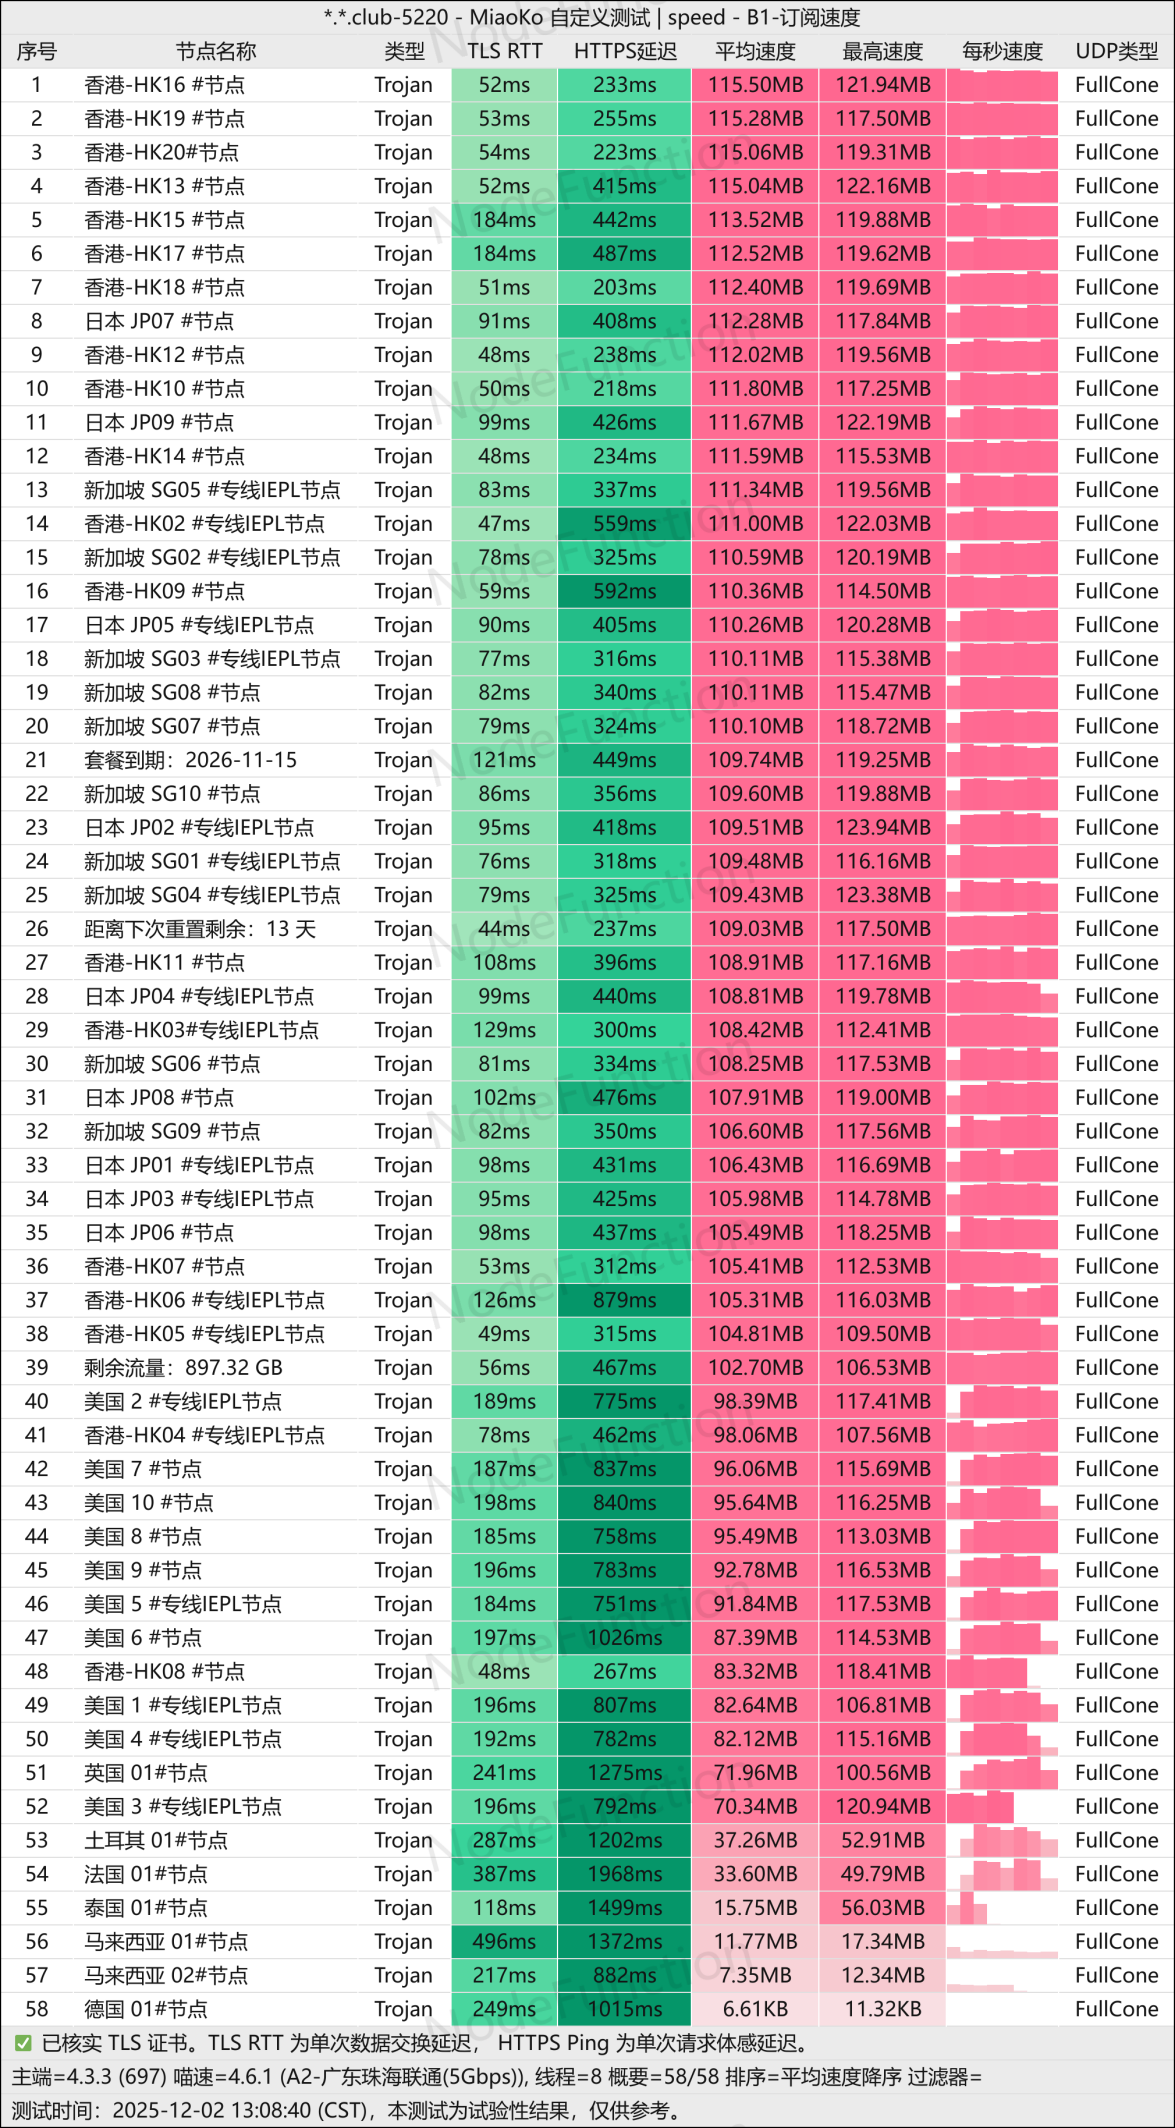 *.*.club-5220 - MiaoKo 自定义测试 | speed - B1-订阅速度
序号 节点名称 类型 TLS RTT HTTPS延迟 平均速度 最高速度 每秒速度 UDP类型
1 香港-HK16 #节点 Trojan 52ms 233ms 115.50MB 121.94MB FullCone
2 香港-HK19 #节点 Trojan 53ms 255ms 115.28MB 117.50MB FullCone
3 香港-HK20#节点 Trojan 54ms 223ms 115.06MB 119.31MB FullCone
4 香港-HK13 #节点 Trojan 52ms 415ms 115.04MB 122.16MB FullCone
5 香港-HK15 #节点 Trojan 184ms 442ms 113.52MB 119.88MB FullCone
6 香港-HK17 #节点 Trojan 184ms 487ms 112.52MB 119.62MB FullCone
7 香港-HK18 #节点 Trojan 51ms 203ms 112.40MB 119.69MB FullCone
8 日本 JP07 #节点 Trojan 91ms 408ms 112.28MB 117.84MB FullCone
9 香港-HK12 #节点 Trojan 48ms 238ms 112.02MB 119.56MB FullCone
10 香港-HK10 #节点 Trojan 50ms 218ms 111.80MB 117.25MB FullCone
11 日本 JP09 #节点 Trojan 99ms 426ms 111.67MB 122.19MB FullCone
12 香港-HK14 #节点 Trojan 48ms 234ms 111.59MB 115.53MB FullCone
13 新加坡 SG05 #专线IEPL节点 Trojan 83ms 337ms 111.34MB 119.56MB FullCone
14 香港-HK02 #专线IEPL节点 Trojan 47ms 559ms 111.00MB 122.03MB FullCone
15 新加坡 SG02 #专线IEPL节点 Trojan 78ms 325ms 110.59MB 120.19MB FullCone
16 香港-HK09 #节点 Trojan 59ms 592ms 110.36MB 114.50MB FullCone
17 日本 JP05 #专线IEPL节点 Trojan 90ms 405ms 110.26MB 120.28MB FullCone
18 新加坡 SG03 #专线IEPL节点 Trojan 77ms 316ms 110.11MB 115.38MB FullCone
19 新加坡 SG08 #节点 Trojan 82ms 340ms 110.11MB 115.47MB FullCone
20 新加坡 SG07 #节点 Trojan 79ms 324ms 110.10MB 118.72MB FullCone
21 套餐到期：2026-11-15 Trojan 121ms 449ms 109.74MB 119.25MB FullCone
22 新加坡 SG10 #节点 Trojan 86ms 356ms 109.60MB 119.88MB FullCone
23 日本 JP02 #专线IEPL节点 Trojan 95ms 418ms 109.51MB 123.94MB FullCone
24 新加坡 SG01 #专线IEPL节点 Trojan 76ms 318ms 109.48MB 116.16MB FullCone
25 新加坡 SG04 #专线IEPL节点 Trojan 79ms 325ms 109.43MB 123.38MB FullCone
26 距离下次重置剩余：13 天 Trojan 44ms 237ms 109.03MB 117.50MB FullCone
27 香港-HK11 #节点 Trojan 108ms 396ms 108.91MB 117.16MB FullCone
28 日本 JP04 #专线IEPL节点 Trojan 99ms 440ms 108.81MB 119.78MB FullCone
29 香港-HK03#专线IEPL节点 Trojan 129ms 300ms 108.42MB 112.41MB FullCone
30 新加坡 SG06 #节点 Trojan 81ms 334ms 108.25MB 117.53MB FullCone
31 日本 JP08 #节点 Trojan 102ms 476ms 107.91MB 119.00MB FullCone
32 新加坡 SG09 #节点 Trojan 82ms 350ms 106.60MB 117.56MB FullCone
33 日本 JP01 #专线IEPL节点 Trojan 98ms 431ms 106.43MB 116.69MB FullCone
34 日本 JP03 #专线IEPL节点 Trojan 95ms 425ms 105.98MB 114.78MB FullCone
35 日本 JP06 #节点 Trojan 98ms 437ms 105.49MB 118.25MB FullCone
36 香港-HK07 #节点 Trojan 53ms 312ms 105.41MB 112.53MB FullCone
37 香港-HK06 #专线IEPL节点 Trojan 126ms 879ms 105.31MB 116.03MB FullCone
38 香港-HK05 #专线IEPL节点 Trojan 49ms 315ms 104.81MB 109.50MB FullCone
39 剩余流量：897.32 GB Trojan 56ms 467ms 102.70MB 106.53MB FullCone
40 美国 2 #专线IEPL节点 Trojan 189ms 775ms 98.39MB 117.41MB FullCone
41 香港-HK04 #专线IEPL节点 Trojan 78ms 462ms 98.06MB 107.56MB FullCone
42 美国 7 #节点 Trojan 187ms 837ms 96.06MB 115.69MB FullCone
43 美国 10 #节点 Trojan 198ms 840ms 95.64MB 116.25MB FullCone
44 美国 8 #节点 Trojan 185ms 758ms 95.49MB 113.03MB FullCone
45 美国 9 #节点 Trojan 196ms 783ms 92.78MB 116.53MB FullCone
46 美国 5 #专线IEPL节点 Trojan 184ms 751ms 91.84MB 117.53MB FullCone
47 美国 6 #节点 Trojan 197ms 1026ms 87.39MB 114.53MB FullCone
48 香港-HK08 #节点 Trojan 48ms 267ms 83.32MB 118.41MB FullCone
49 美国 1 #专线IEPL节点 Trojan 196ms 807ms 82.64MB 106.81MB FullCone
50 美国 4 #专线IEPL节点 Trojan 192ms 782ms 82.12MB 115.16MB FullCone
51 英国 01#节点 Trojan 241ms 1275ms 71.96MB 100.56MB FullCone
52 美国 3 #专线IEPL节点 Trojan 196ms 792ms 70.34MB 120.94MB FullCone
53 土耳其 01#节点 Trojan 287ms 1202ms 37.26MB 52.91MB FullCone
54 法国 01#节点 Trojan 387ms 1968ms 33.60MB 49.79MB FullCone
55 泰国 01#节点 Trojan 118ms 1499ms 15.75MB 56.03MB FullCone
56 马来西亚 01#节点 Trojan 496ms 1372ms 11.77MB 17.34MB FullCone
57 马来西亚 02#节点 Trojan 217ms 882ms 7.35MB 12.34MB FullCone
58 德国 01#节点 Trojan 249ms 1015ms 6.61KB 11.32KB FullCone
✅ 已核实 TLS 证书。TLS RTT 为单次数据交换延迟， HTTPS Ping 为单次请求体感延迟。
主端=4.3.3 (697) 喵速=4.6.1 (A2-广东珠海联通(5Gbps)), 线程=8 概要=58/58 排序=平均速度降序 过滤器=
测试时间：2025-12-02 13:08:40 (CST)，本测试为试验性结果，仅供参考。